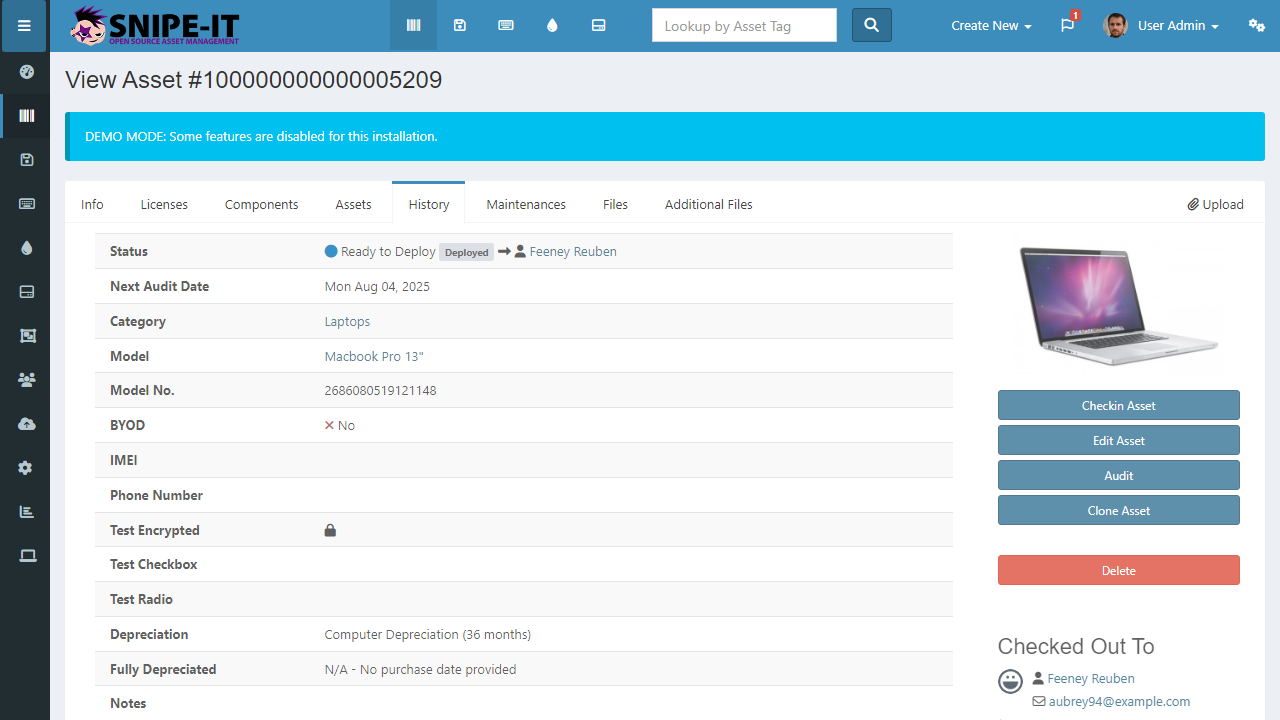 SNIPE-IT
OPEN SOURCE ASSET MANAGEMENT
Lookup by Asset Tag
Create New
1
User Admin
View Asset #100000000000005209
DEMO MODE: Some features are disabled for this installation.
Info Licenses Components Assets History Maintenances Files Additional Files Upload
Status Ready to Deploy Deployed Feeney Reuben
Next Audit Date Mon Aug 04, 2025
Category Laptops
Model Macbook Pro 13"
Model No. 2686080519121148
BYOD No
IMEI
Phone Number
Test Encrypted
Test Checkbox
Test Radio
Depreciation Computer Depreciation (36 months)
Fully Depreciated N/A - No purchase date provided
Notes
Checkin Asset
Edit Asset
Audit
Clone Asset
Delete
Checked Out To
Feeney Reuben
aubrey94@example.com